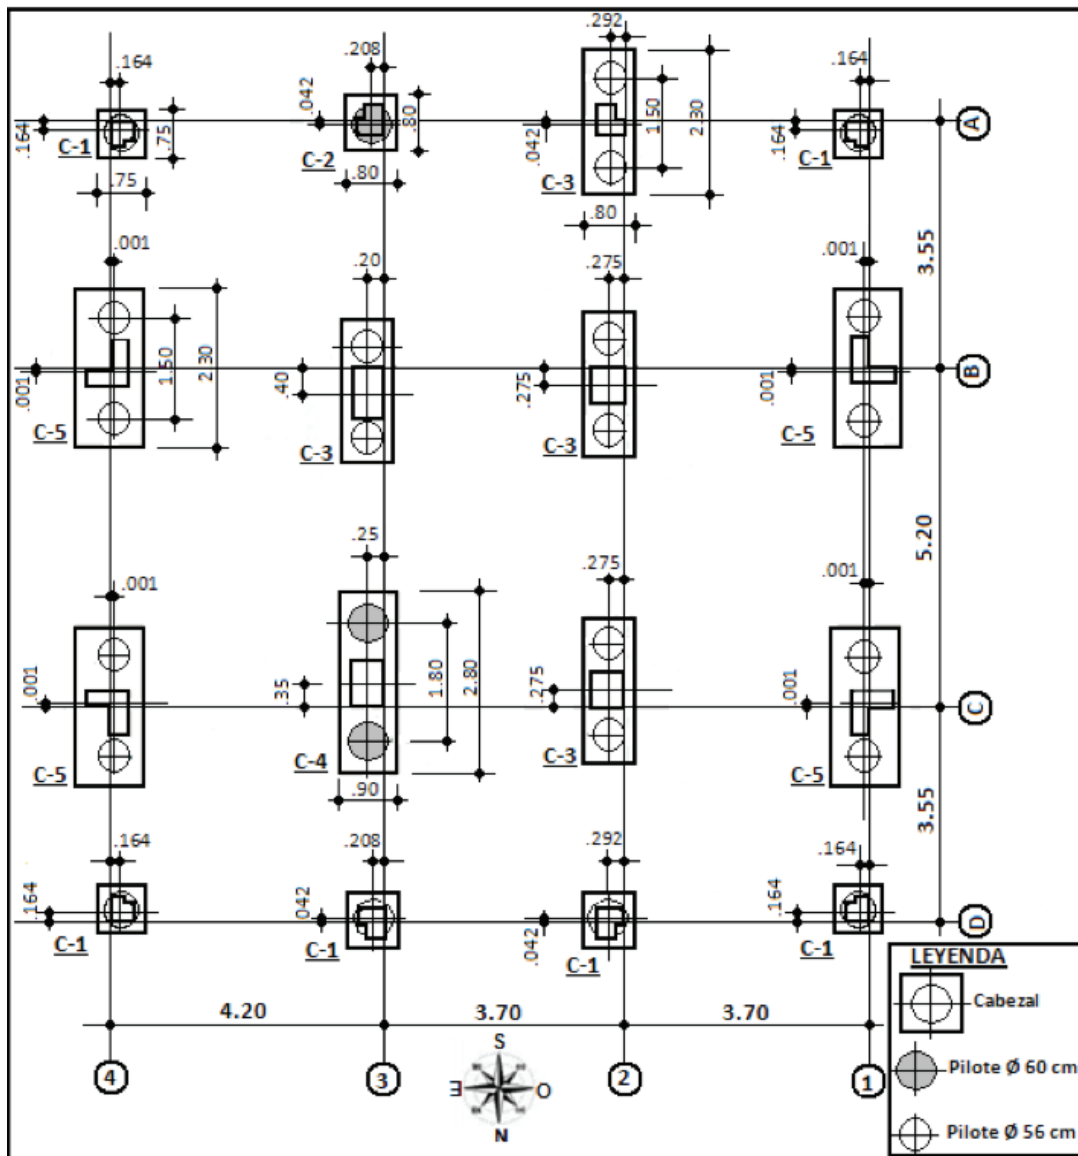 .292
.208
.164
.164
.042
.80
1.50
2.30
.042
.164
.75
.164
C-1
C-2
C-3
C-1
.75
.80
.80
A
.001
.20
.275
.001
3.55
.001
1.50
2.30
.40
.275
.001
B
C-5
C-3
C-3
C-5
.25
.275
.001
.001
5.20
.001
.35
1.80
2.80
.275
.001
C
C-5
C-4
C-3
C-5
.90
3.55
.164
.208
.292
.164
.164
.042
.042
.164
D
C-1
C-1
C-1
C-1
4.20
3.70
3.70
4
3
2
1
S
E
O
N
LEYENDA
Cabezal
Pilote Ø 60 cm
Pilote Ø 56 cm